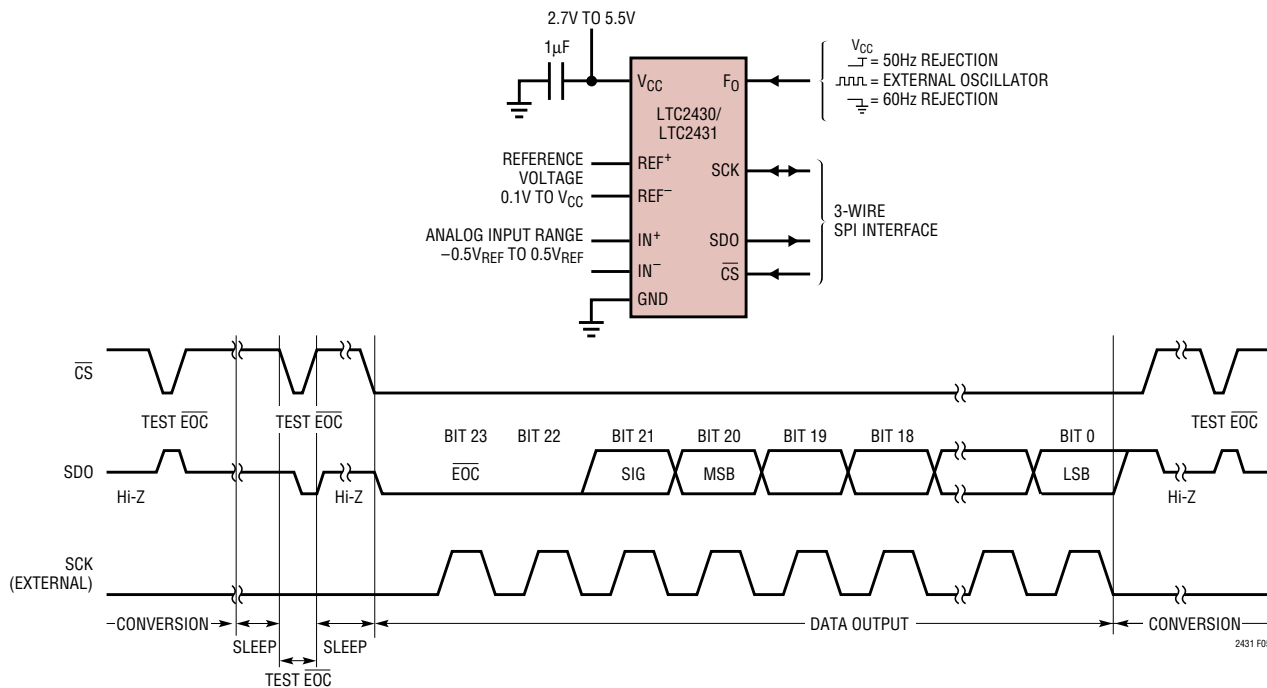 2.7V TO 5.5V
1µF
VCC
FO
LTC2430/
LTC2431
REF+
REF−
SCK
IN+
SDO
IN−
CS
GND
REFERENCE
VOLTAGE
0.1V TO VCC
ANALOG INPUT RANGE
−0.5VREF TO 0.5VREF
VCC
= 50Hz REJECTION
= EXTERNAL OSCILLATOR
= 60Hz REJECTION
3-WIRE
SPI INTERFACE
CS
TEST EOC
TEST EOC
TEST EOC
BIT 23
BIT 22
BIT 21
BIT 20
BIT 19
BIT 18
BIT 0
SDO
EOC
SIG
MSB
LSB
Hi-Z
Hi-Z
Hi-Z
SCK
(EXTERNAL)
CONVERSION
SLEEP
TEST EOC
SLEEP
DATA OUTPUT
CONVERSION
2431 F05